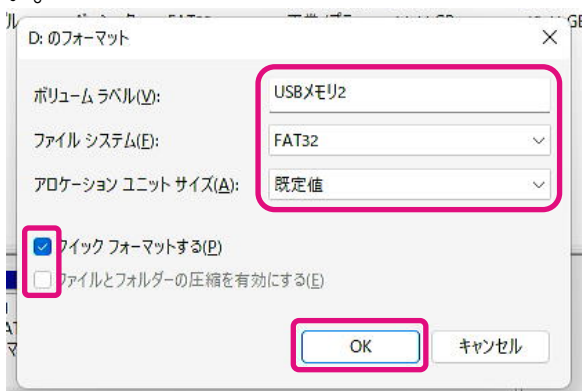 D: のフォーマット
ボリューム ラベル(V):
USBメモリ2
ファイル システム(F):
FAT32
アロケーション ユニット サイズ(A):
既定値
クイック フォーマットする(P)
ファイルとフォルダーの圧縮を有効にする(E)
OK
キャンセル